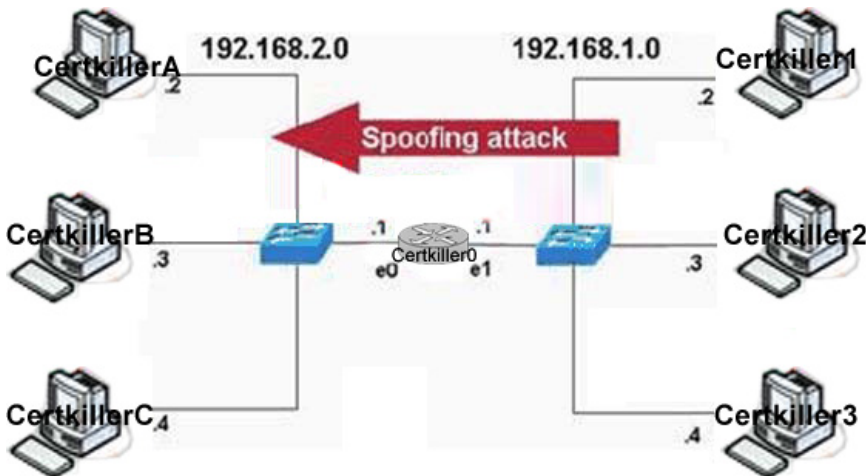 192.168.2.0 192.168.1.0
CertkillerA Certkiller1
.2 .2
Spoofing attack
CertkillerB .1 .1 Certkiller2
Certkiller0
.3 e0 e1 .3
CertkillerC Certkiller3
.4 .4